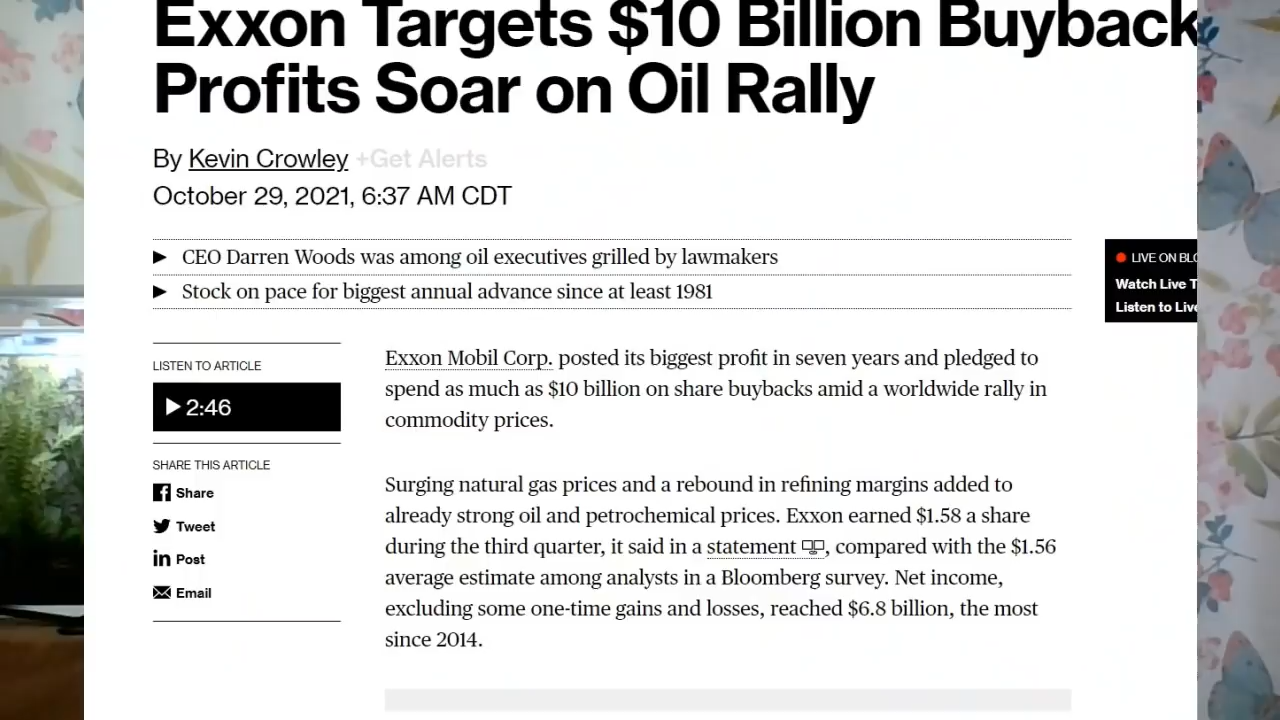 Exxon Targets $10 Billion Buyback
Profits Soar on Oil Rally
By Kevin Crowley +Get Alerts
October 29, 2021, 6:37 AM CDT
► CEO Darren Woods was among oil executives grilled by lawmakers
► Stock on pace for biggest annual advance since at least 1981
LIVE ON BLO
Watch Live T
Listen to Live
LISTEN TO ARTICLE
2:46
SHARE THIS ARTICLE
Share
Tweet
Post
Email
Exxon Mobil Corp. posted its biggest profit in seven years and pledged to
spend as much as $10 billion on share buybacks amid a worldwide rally in
commodity prices.
Surging natural gas prices and a rebound in refining margins added to
already strong oil and petrochemical prices. Exxon earned $1.58 a share
during the third quarter, it said in a statement, compared with the $1.56
average estimate among analysts in a Bloomberg survey. Net income,
excluding some one-time gains and losses, reached $6.8 billion, the most
since 2014.